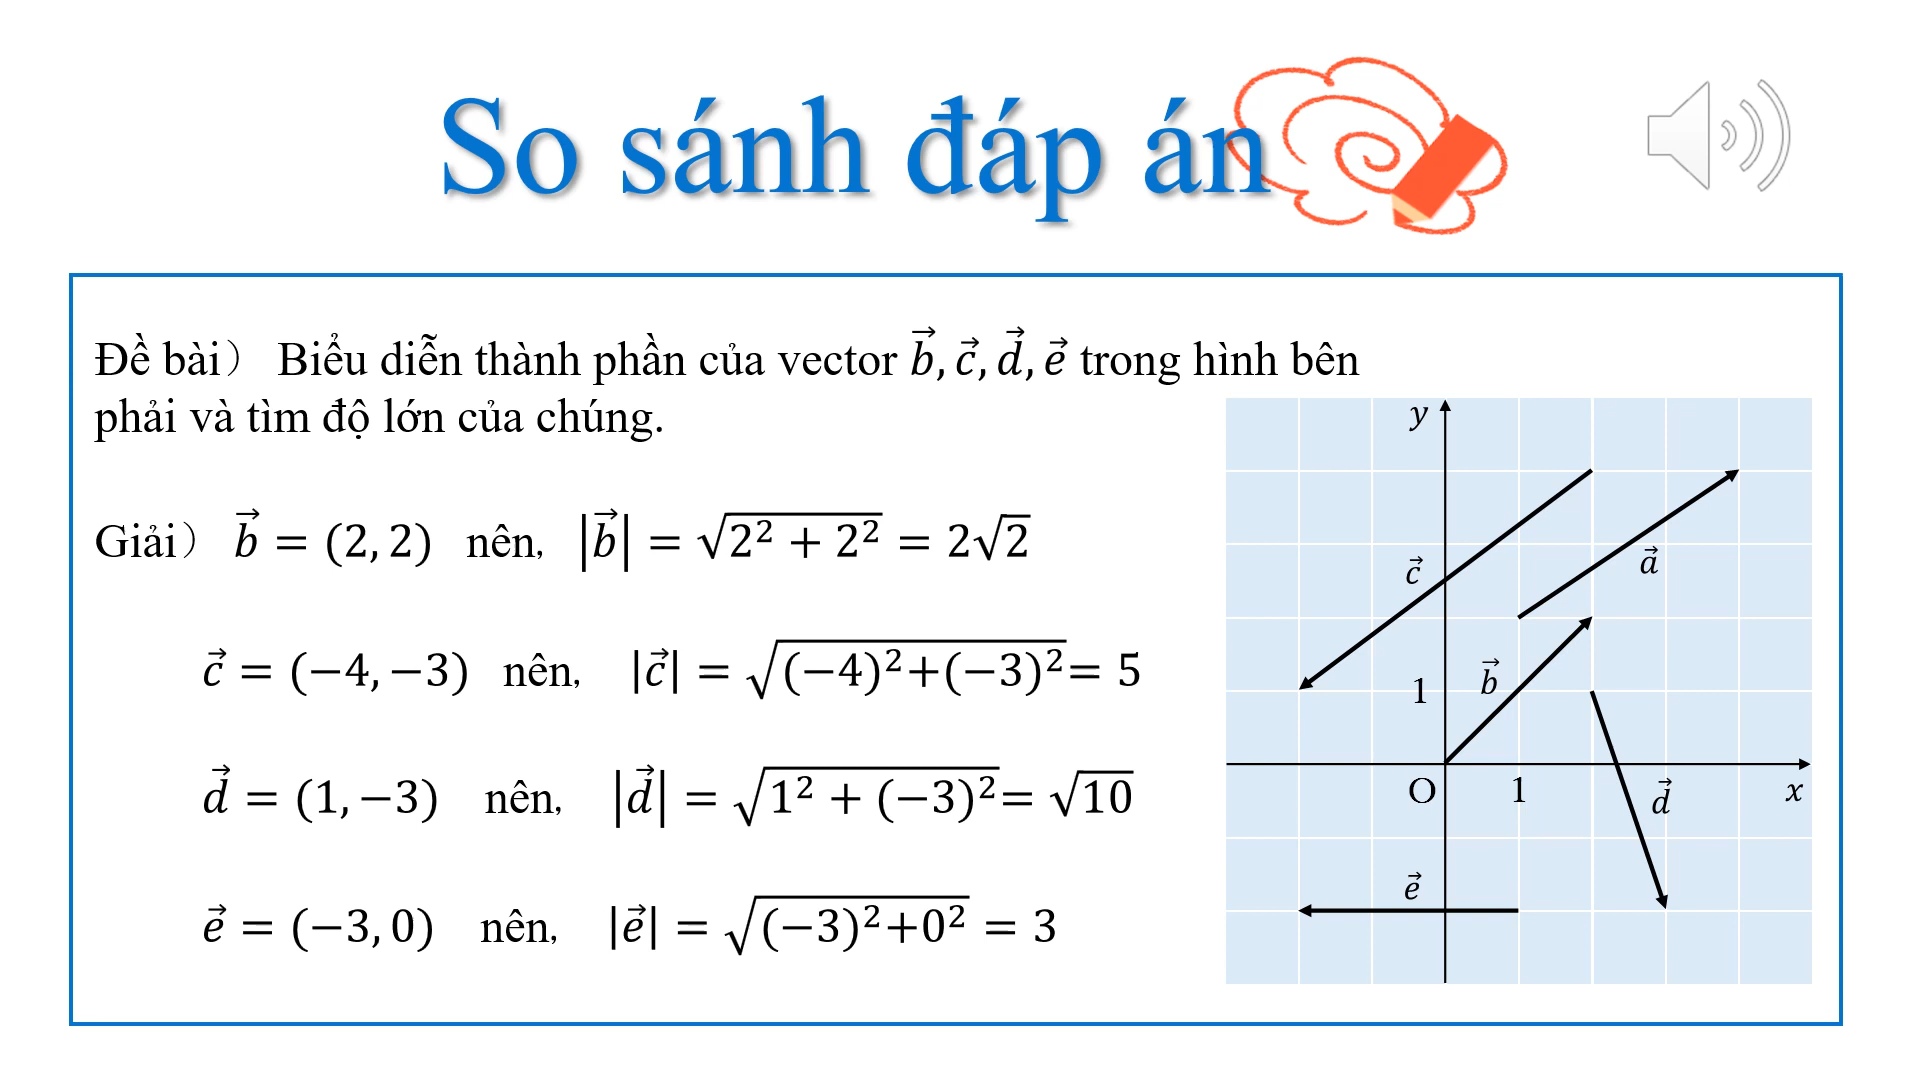 So sánh đáp án
Đề bài） Biểu diễn thành phần của vector b⃗, c⃗, d⃗, e⃗ trong hình bên
phải và tìm độ lớn của chúng.
Giải） b⃗ = (2, 2) nên, |b⃗| = √(2² + 2²) = 2√2
c⃗ = (−4, −3) nên, |c⃗| = √((−4)²+(−3)²) = 5
d⃗ = (1, −3) nên, |d⃗| = √(1² + (−3)²) = √10
e⃗ = (−3, 0) nên, |e⃗| = √((−3)²+0²) = 3
y
c⃗
a⃗
b⃗
1
O
1
d⃗
x
e⃗